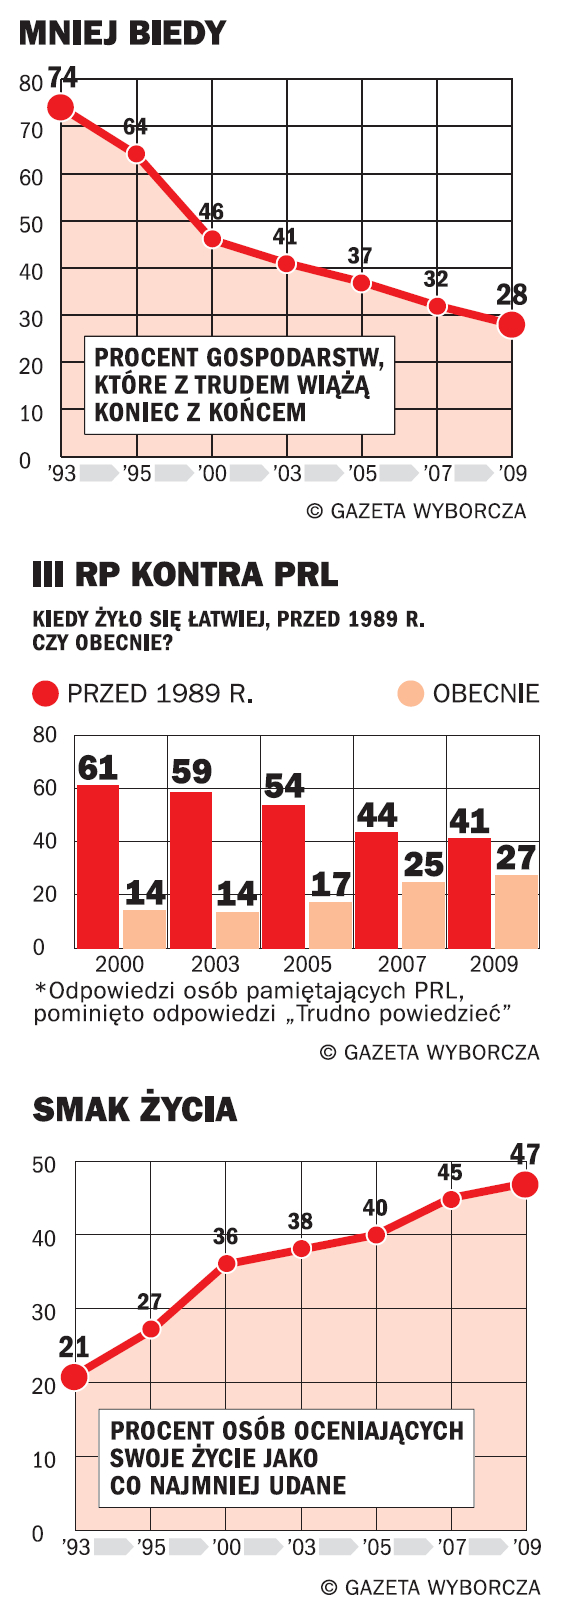 MNIEJ BIEDY
80
70
60
50
40
30
20
10
0
74
64
46
41
37
32
28
PROCENT GOSPODARSTW,
KTÓRE Z TRUDEM WIĄŻĄ
KONIEC Z KOŃCEM
'93 '95 '00 '03 '05 '07 '09
© GAZETA WYBORCZA
III RP KONTRA PRL
KIEDY ŻYŁO SIĘ ŁATWIEJ, PRZED 1989 R.
CZY OBECNIE?
PRZED 1989 R. OBECNIE
80
60
40
20
0
61 14 59 14 54 17 44 25 41 27
2000 2003 2005 2007 2009
*Odpowiedzi osób pamiętających PRL,
pominięto odpowiedzi „Trudno powiedzieć”
© GAZETA WYBORCZA
SMAK ŻYCIA
50
40
30
20
10
0
21
27
36
38
40
45
47
PROCENT OSÓB OCENIAJĄCYCH
SWOJE ŻYCIE JAKO
CO NAJMNIEJ UDANE
'93 '95 '00 '03 '05 '07 '09
© GAZETA WYBORCZA